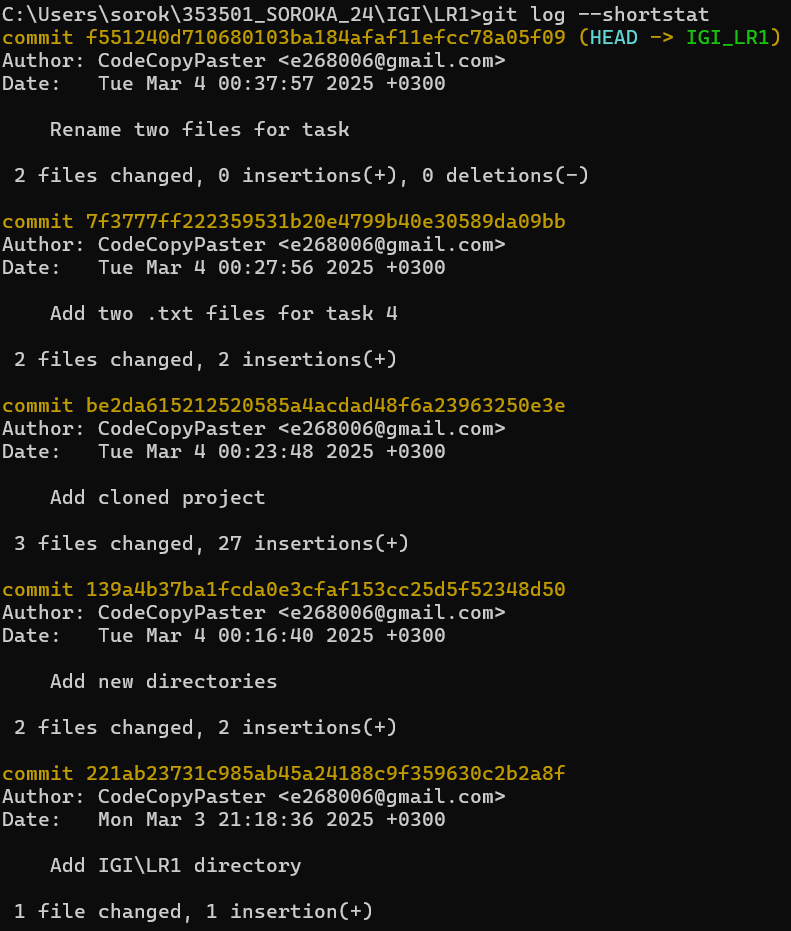 C:\Users\sorok\353501_SOROKA_24\IGI\LR1>git log --shortstat
commit f551240d710680103ba184afaf11efcc78a05f09 (HEAD -> IGI_LR1)
Author: CodeCopyPaster <e268006@gmail.com>
Date:   Tue Mar 4 00:37:57 2025 +0300
    Rename two files for task
 2 files changed, 0 insertions(+), 0 deletions(-)
commit 7f3777ff222359531b20e4799b40e30589da09bb
Author: CodeCopyPaster <e268006@gmail.com>
Date:   Tue Mar 4 00:27:56 2025 +0300
    Add two .txt files for task 4
 2 files changed, 2 insertions(+)
commit be2da615212520585a4acdad48f6a23963250e3e
Author: CodeCopyPaster <e268006@gmail.com>
Date:   Tue Mar 4 00:23:48 2025 +0300
    Add cloned project
 3 files changed, 27 insertions(+)
commit 139a4b37ba1fcda0e3cfaf153cc25d5f52348d50
Author: CodeCopyPaster <e268006@gmail.com>
Date:   Tue Mar 4 00:16:40 2025 +0300
    Add new directories
 2 files changed, 2 insertions(+)
commit 221ab23731c985ab45a24188c9f359630c2b2a8f
Author: CodeCopyPaster <e268006@gmail.com>
Date:   Mon Mar 3 21:18:36 2025 +0300
    Add IGI\LR1 directory
 1 file changed, 1 insertion(+)